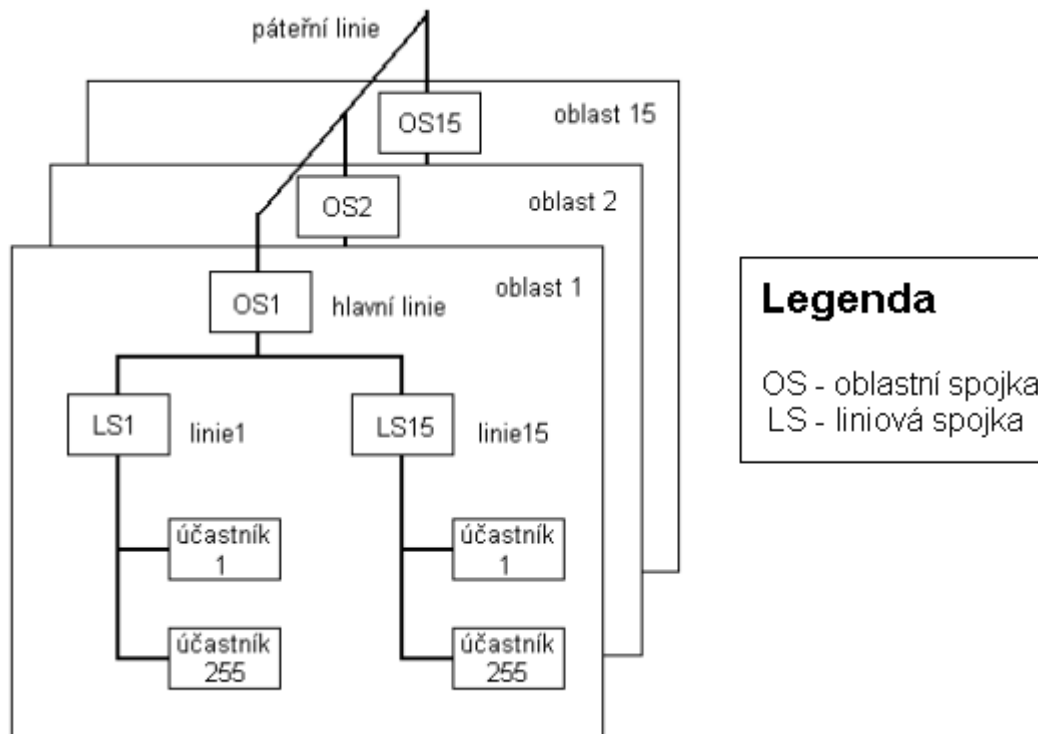 páteřní linie
OS15
oblast 15
OS2
oblast 2
OS1
hlavní linie
oblast 1
LS1
linie1
LS15
linie15
účastník
1
účastník
1
účastník
255
účastník
255
Legenda
OS - oblastní spojka
LS - liniová spojka